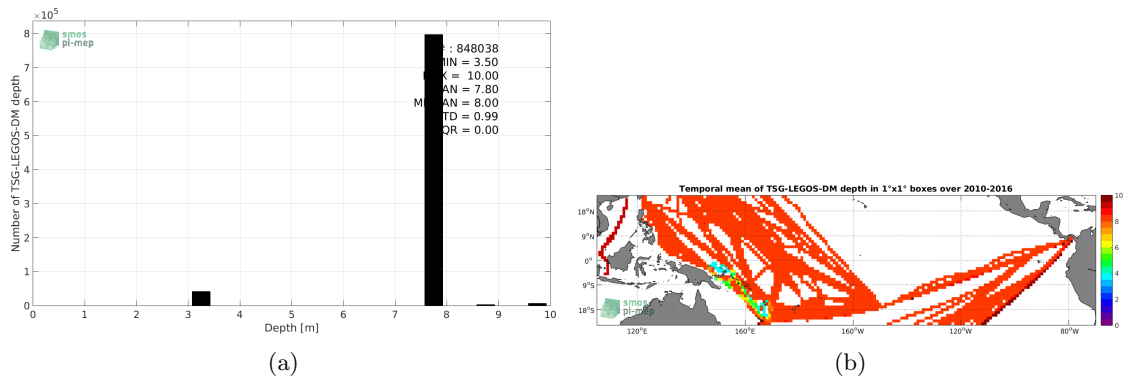 ×10⁵
smos
pi-mep
: 848038
MIN = 3.50
X = 10.00
AN = 7.80
M AN = 8.00
TD = 0.99
QR = 0.00
8
7
6
5
4
3
2
1
0
Number of TSG-LEGOS-DM depth
0 1 2 3 4 5 6 7 8 9 10
Depth [m]
(a)
Temporal mean of TSG-LEGOS-DM depth in 1°x1° boxes over 2010-2016
18°N
9°N
0°
9°S
18°S
120°E 160°E 160°W 120°W 80°W
smos
pi-mep
10
8
6
4
2
0
(b)